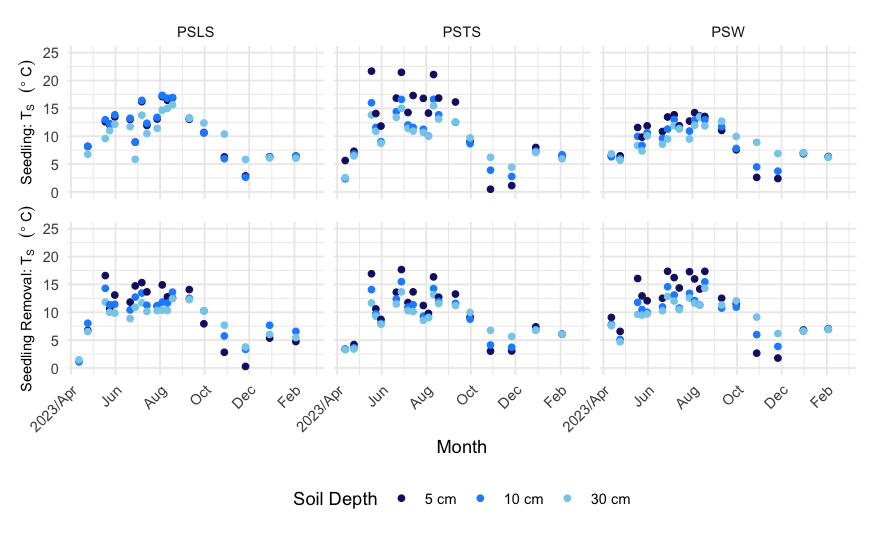 PSLS PSTS PSW
Seedling: Ts (° C)
25
20
15
10
5
0
Seedling Removal: Ts (° C)
25
20
15
10
5
0
2023/Apr Jun Aug Oct Dec Feb 2023/Apr Jun Aug Oct Dec Feb 2023/Apr Jun Aug Oct Dec Feb
Month
Soil Depth 5 cm 10 cm 30 cm